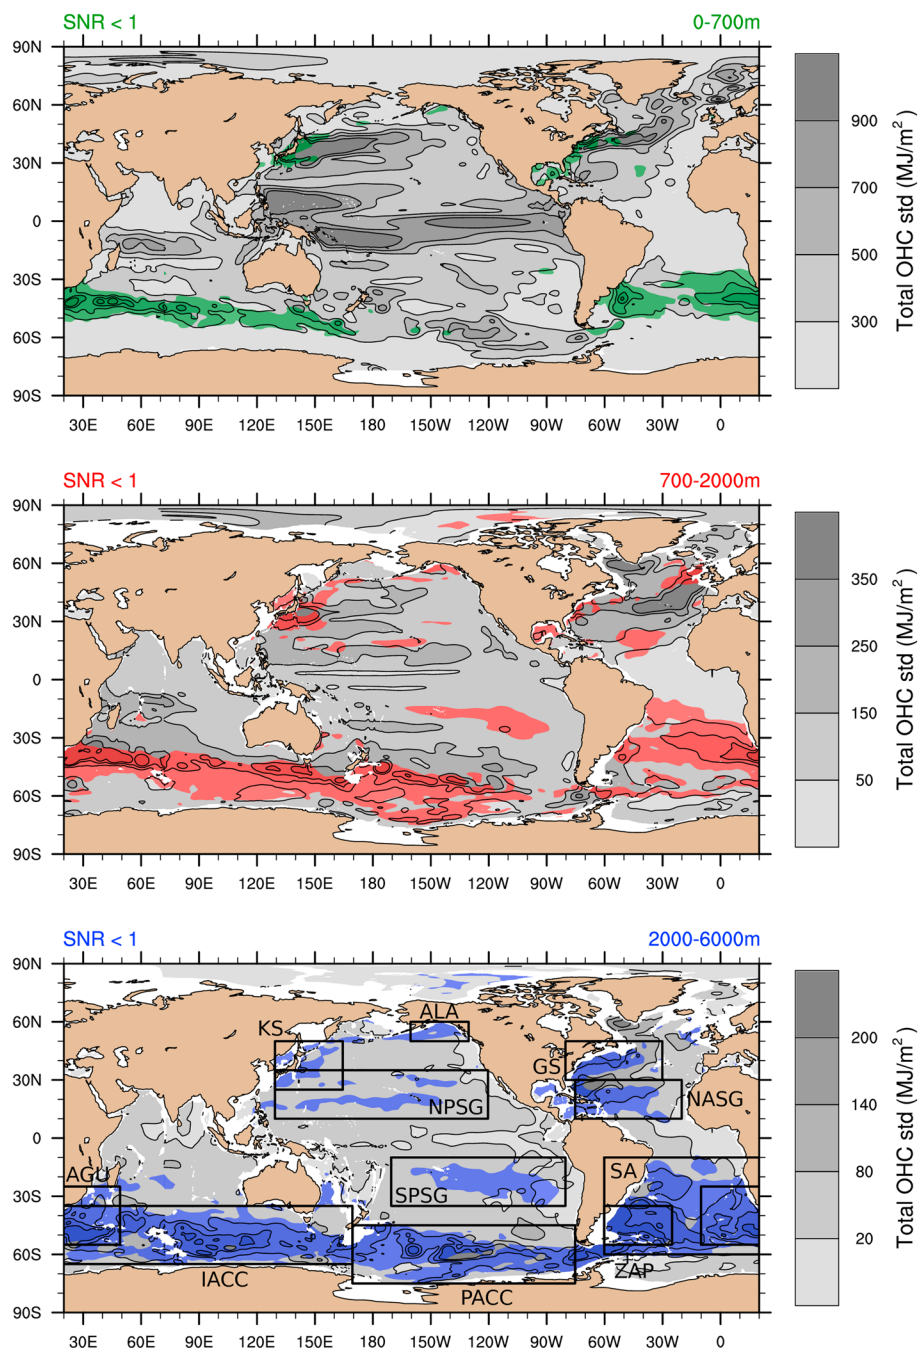 SNR < 1 0-700m
90N
60N
30N
0
30S
60S
90S
30E 60E 90E 120E 150E 180 150W 120W 90W 60W 30W 0
900
700
500
300
Total OHC std (MJ/m²)
SNR < 1 700-2000m
90N
60N
30N
0
30S
60S
90S
30E 60E 90E 120E 150E 180 150W 120W 90W 60W 30W 0
350
250
150
50
Total OHC std (MJ/m²)
SNR < 1 2000-6000m
90N
60N
30N
0
30S
60S
90S
ALA
KS
GS
NPSG
NASG
AGU
SPSG
SA
ZAP
IACC
PACC
30E 60E 90E 120E 150E 180 150W 120W 90W 60W 30W 0
200
140
80
20
Total OHC std (MJ/m²)